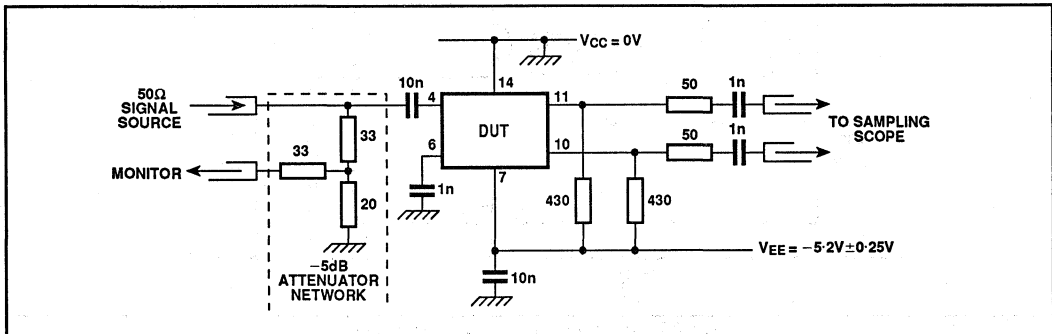 VCC = 0V
10n
14
1n
50Ω
SIGNAL
SOURCE
4
11
50
33
DUT
TO SAMPLING
SCOPE
1n
33
6
10
50
MONITOR
7
20
1n
430
430
VEE = −5·2V±0·25V
−5dB
ATTENUATOR
NETWORK
10n